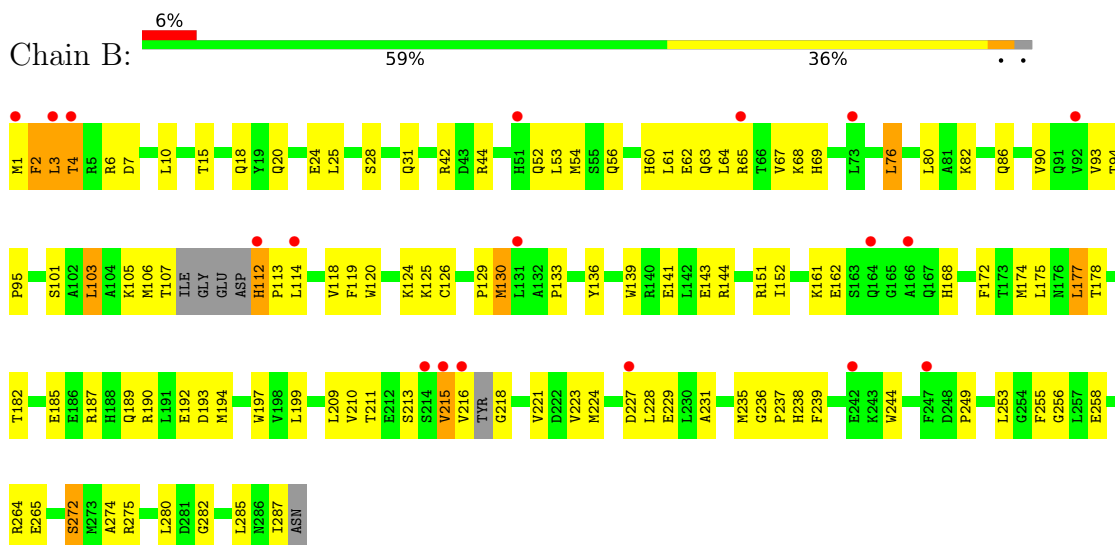 6%
Chain B:
59% 36% • •
M1 F2 L3 T4 R5 R6 D7 L10 T15 Q18 Y19 Q20 E24 L25 S28 Q31 R42 D43 R44 H51 Q52 L53 M54 S55 Q56 H60 L61 E62 Q63 L64 R65 T66 V67 K68 H69 L73 L76 L80 A81 K82 Q86 V90 Q91 V92 V93 T94
P95 S101 A102 L103 A104 K105 M106 T107 ILE GLY GLU ASP H112 P113 L114 V118 F119 W120 K124 K125 C126 P129 M130 L131 A132 P133 Y136 W139 R140 E141 L142 E143 R144 R151 I152 K161 E162 S163 Q164 G165 A166 Q167 H168 F172 T173 M174 L175 N176 L177 T178
T182 E185 E186 R187 H188 Q189 R190 L191 E192 D193 M194 W197 V198 L199 L209 V210 T211 E212 S213 S214 V215 V216 TYR G218 V221 D222 V223 M224 D227 L228 E229 L230 A231 M235 G236 P237 H238 F239 E242 K243 W244 F247 D248 P249 L253 G254 F255 G256 L257 E258
R264 E265 S272 M273 A274 R275 L280 D281 G282 L285 N286 I287 ASN